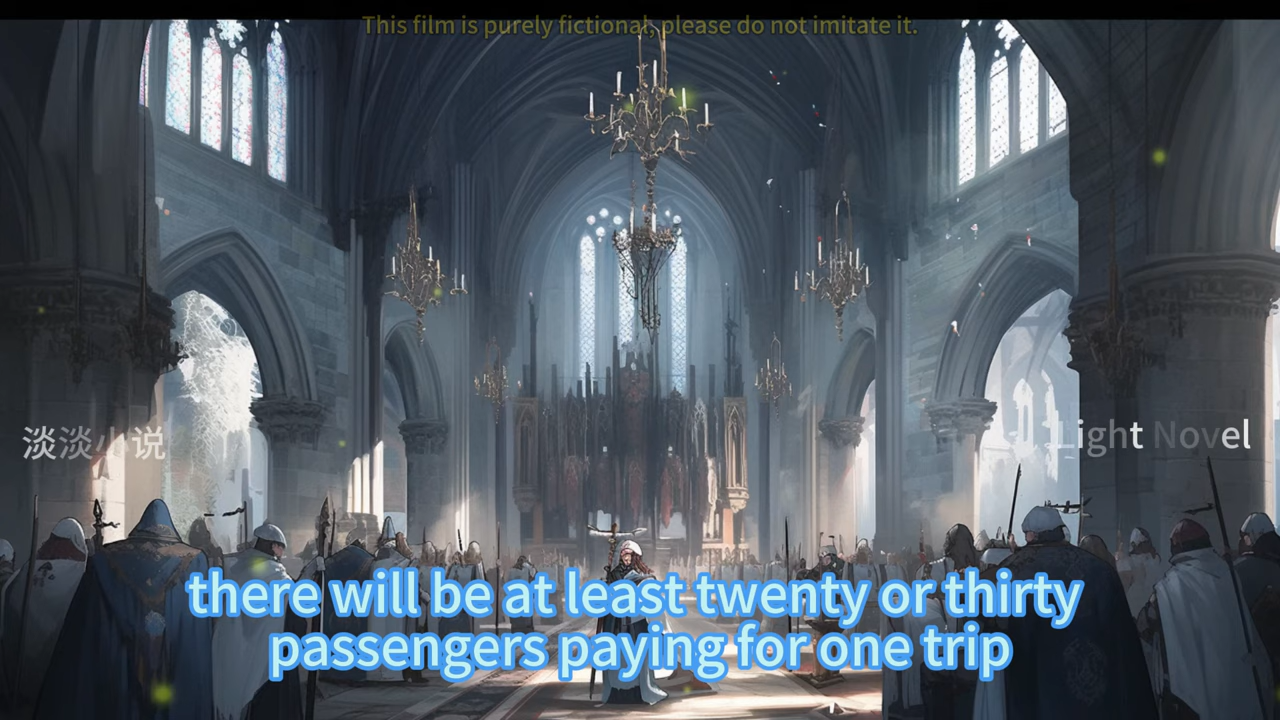 This film is purely fictional, please do not imitate it.
淡淡小说
Light Novel
there will be at least twenty or thirty
passengers paying for one trip